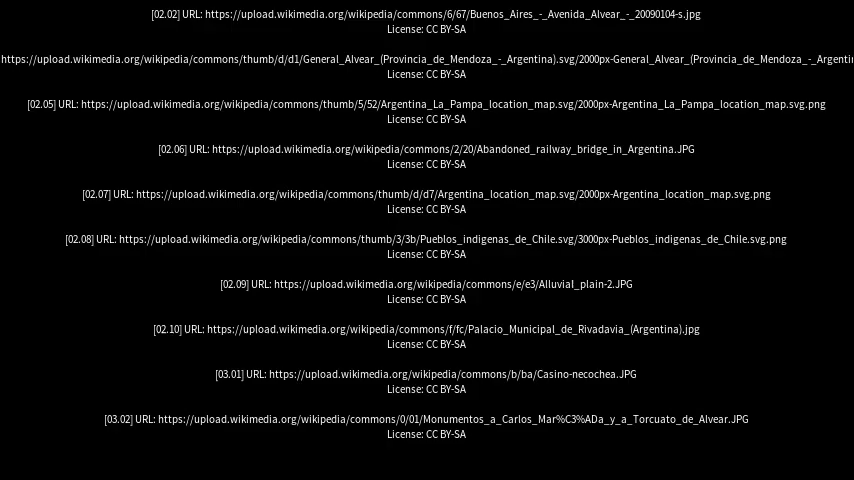 [02.02] URL: https://upload.wikimedia.org/wikipedia/commons/6/67/Buenos_Aires_-_Avenida_Alvear_-_20090104-s.jpg
License: CC BY-SA
https://upload.wikimedia.org/wikipedia/commons/thumb/d/d1/General_Alvear_(Provincia_de_Mendoza_-_Argentina).svg/2000px-General_Alvear_(Provincia_de_Mendoza_-_Argentin
License: CC BY-SA
[02.05] URL: https://upload.wikimedia.org/wikipedia/commons/thumb/5/52/Argentina_La_Pampa_location_map.svg/2000px-Argentina_La_Pampa_location_map.svg.png
License: CC BY-SA
[02.06] URL: https://upload.wikimedia.org/wikipedia/commons/2/20/Abandoned_railway_bridge_in_Argentina.JPG
License: CC BY-SA
[02.07] URL: https://upload.wikimedia.org/wikipedia/commons/thumb/d/d7/Argentina_location_map.svg/2000px-Argentina_location_map.svg.png
License: CC BY-SA
[02.08] URL: https://upload.wikimedia.org/wikipedia/commons/thumb/3/3b/Pueblos_indigenas_de_Chile.svg/3000px-Pueblos_indigenas_de_Chile.svg.png
License: CC BY-SA
[02.09] URL: https://upload.wikimedia.org/wikipedia/commons/e/e3/Alluvial_plain-2.JPG
License: CC BY-SA
[02.10] URL: https://upload.wikimedia.org/wikipedia/commons/f/fc/Palacio_Municipal_de_Rivadavia_(Argentina).jpg
License: CC BY-SA
[03.01] URL: https://upload.wikimedia.org/wikipedia/commons/b/ba/Casino-necochea.JPG
License: CC BY-SA
[03.02] URL: https://upload.wikimedia.org/wikipedia/commons/0/01/Monumentos_a_Carlos_Mar%C3%ADa_y_a_Torcuato_de_Alvear.JPG
License: CC BY-SA